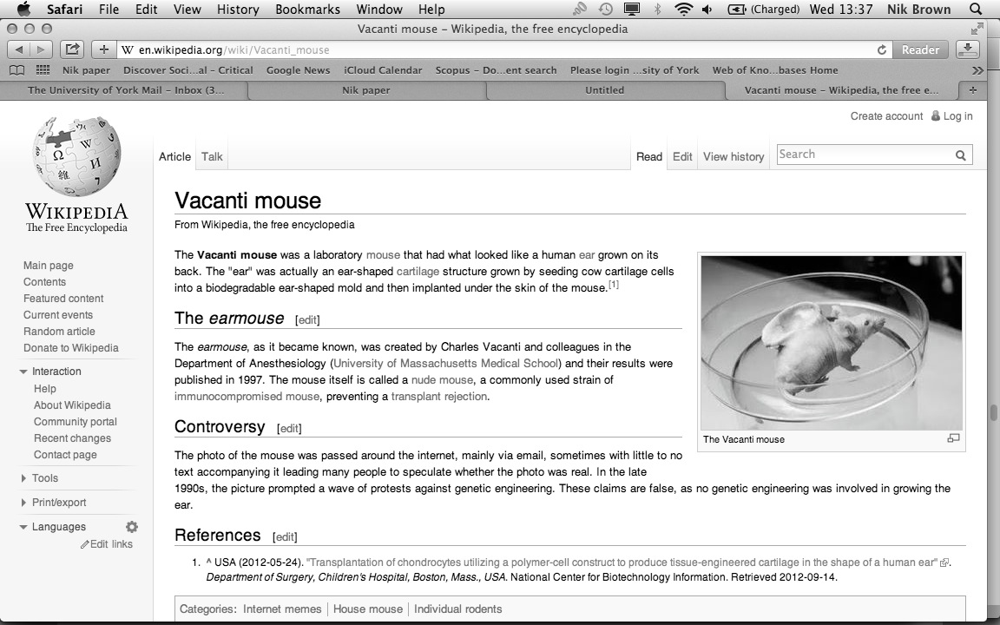 Safari File Edit View History Bookmarks Window Help (Charged) Wed 13:37 Nik Brown
Vacanti mouse – Wikipedia, the free encyclopedia
W en.wikipedia.org/wiki/Vacanti_mouse Reader
Nik paper Discover Soci...al – Critical Google News iCloud Calendar Scopus – Do...ent search Please login ...sity of York Web of Kno...bases Home
The University of York Mail – Inbox (3... Nik paper Untitled Vacanti mouse – Wikipedia, the free e...
Create account Log in
Article Talk Read Edit View history Search
WIKIPEDIA
The Free Encyclopedia
Main page
Contents
Featured content
Current events
Random article
Donate to Wikipedia
Interaction
Help
About Wikipedia
Community portal
Recent changes
Contact page
Tools
Print/export
Languages
Edit links
Vacanti mouse
From Wikipedia, the free encyclopedia
The Vacanti mouse was a laboratory mouse that had what looked like a human ear grown on its
back. The "ear" was actually an ear-shaped cartilage structure grown by seeding cow cartilage cells
into a biodegradable ear-shaped mold and then implanted under the skin of the mouse.[1]
The earmouse [edit]
The earmouse, as it became known, was created by Charles Vacanti and colleagues in the
Department of Anesthesiology (University of Massachusetts Medical School) and their results were
published in 1997. The mouse itself is called a nude mouse, a commonly used strain of
immunocompromised mouse, preventing a transplant rejection.
The Vacanti mouse
Controversy [edit]
The photo of the mouse was passed around the internet, mainly via email, sometimes with little to no
text accompanying it leading many people to speculate whether the photo was real. In the late
1990s, the picture prompted a wave of protests against genetic engineering. These claims are false, as no genetic engineering was involved in growing the
ear.
References [edit]
1. ^ USA (2012-05-24). "Transplantation of chondrocytes utilizing a polymer-cell construct to produce tissue-engineered cartilage in the shape of a human ear".
Department of Surgery, Children's Hospital, Boston, Mass., USA. National Center for Biotechnology Information. Retrieved 2012-09-14.
Categories: Internet memes | House mouse | Individual rodents